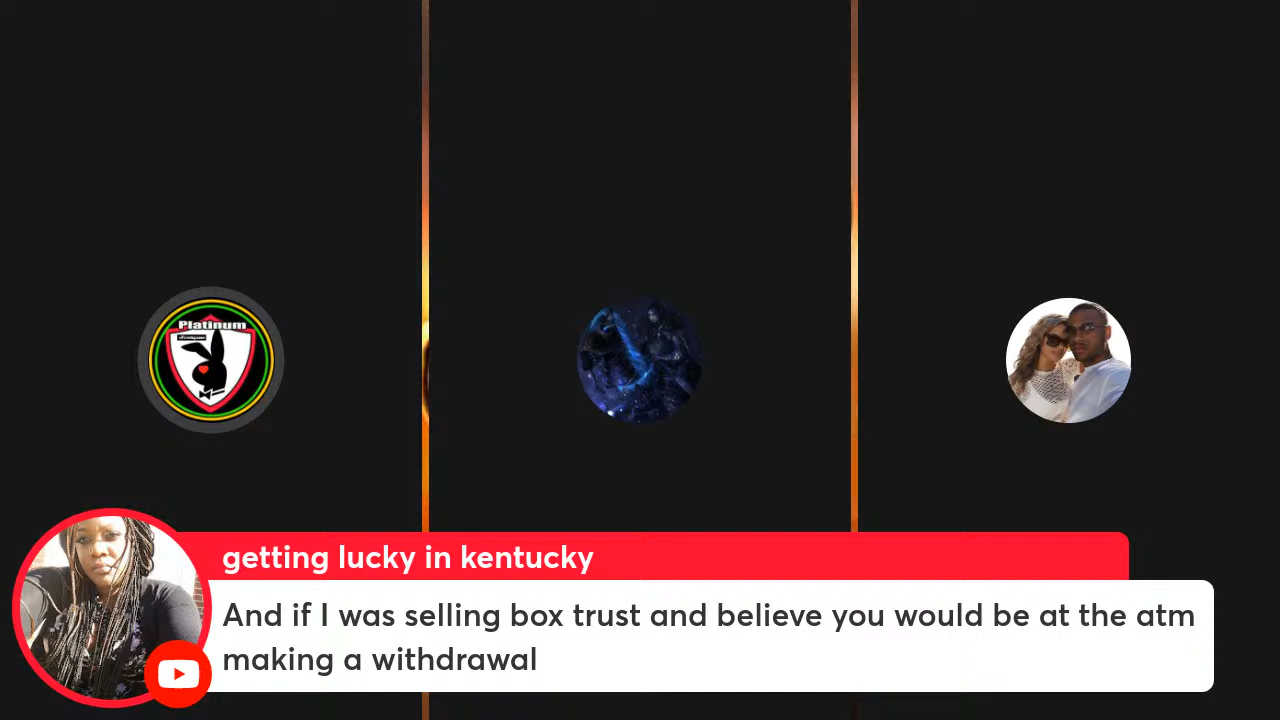 Platinum
getting lucky in kentucky
And if I was selling box trust and believe you would be at the atm
making a withdrawal